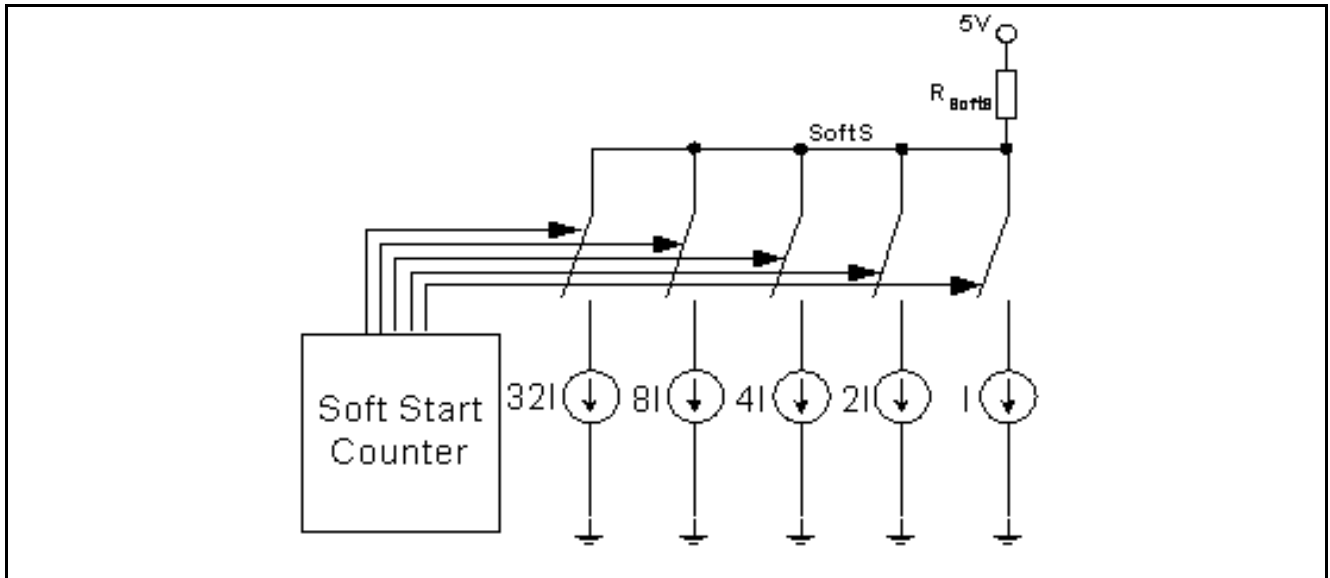 5V
R SoftS
SoftS
32I
8I
4I
2I
I
Soft Start
Counter